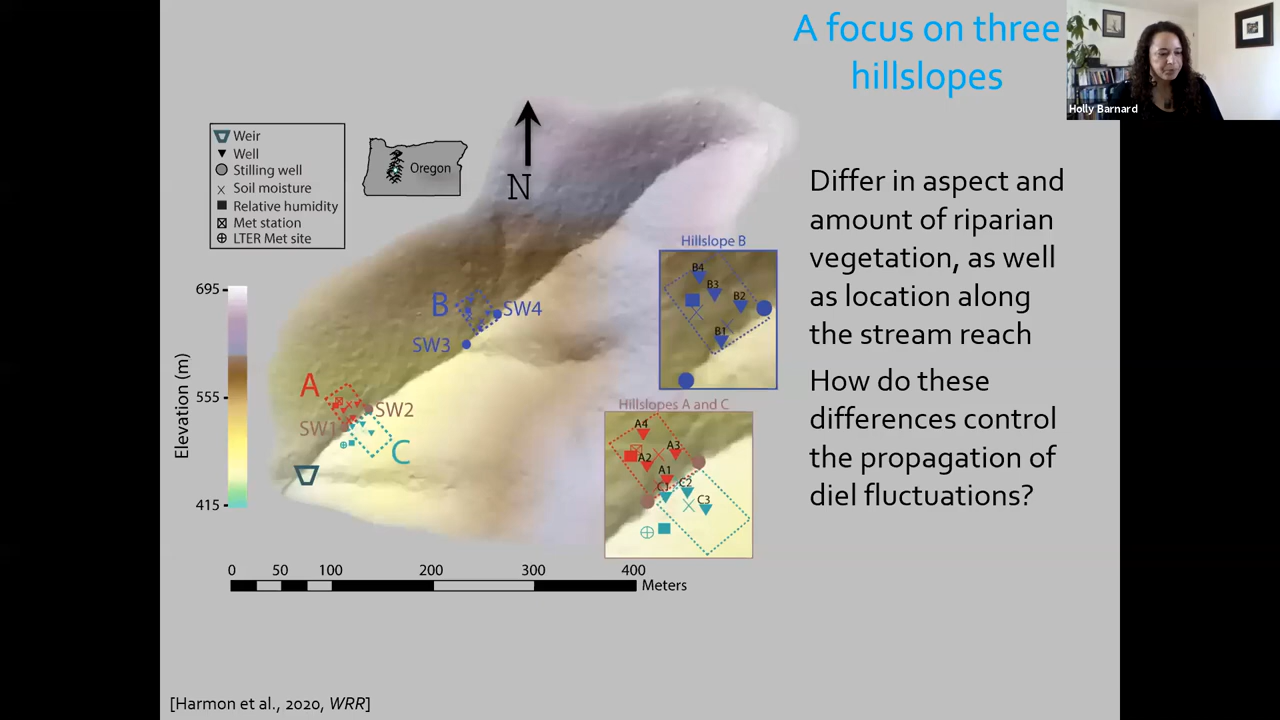 A focus on three
hillslopes
Holly Barnard
Weir
Well
Stilling well
Soil moisture
Relative humidity
Met station
LTER Met site
Oregon
N
Differ in aspect and
amount of riparian
vegetation, as well
as location along
the stream reach
How do these
differences control
the propagation of
diel fluctuations?
Hillslope B
B4
B3
B2
B1
695
555
415
Elevation (m)
B
SW4
SW3
A
SW2
SW1
C
Hillslopes A and C
A4
A3
A2
A1
C1
C2
C3
0 50 100 200 300 400
Meters
[Harmon et al., 2020, WRR]